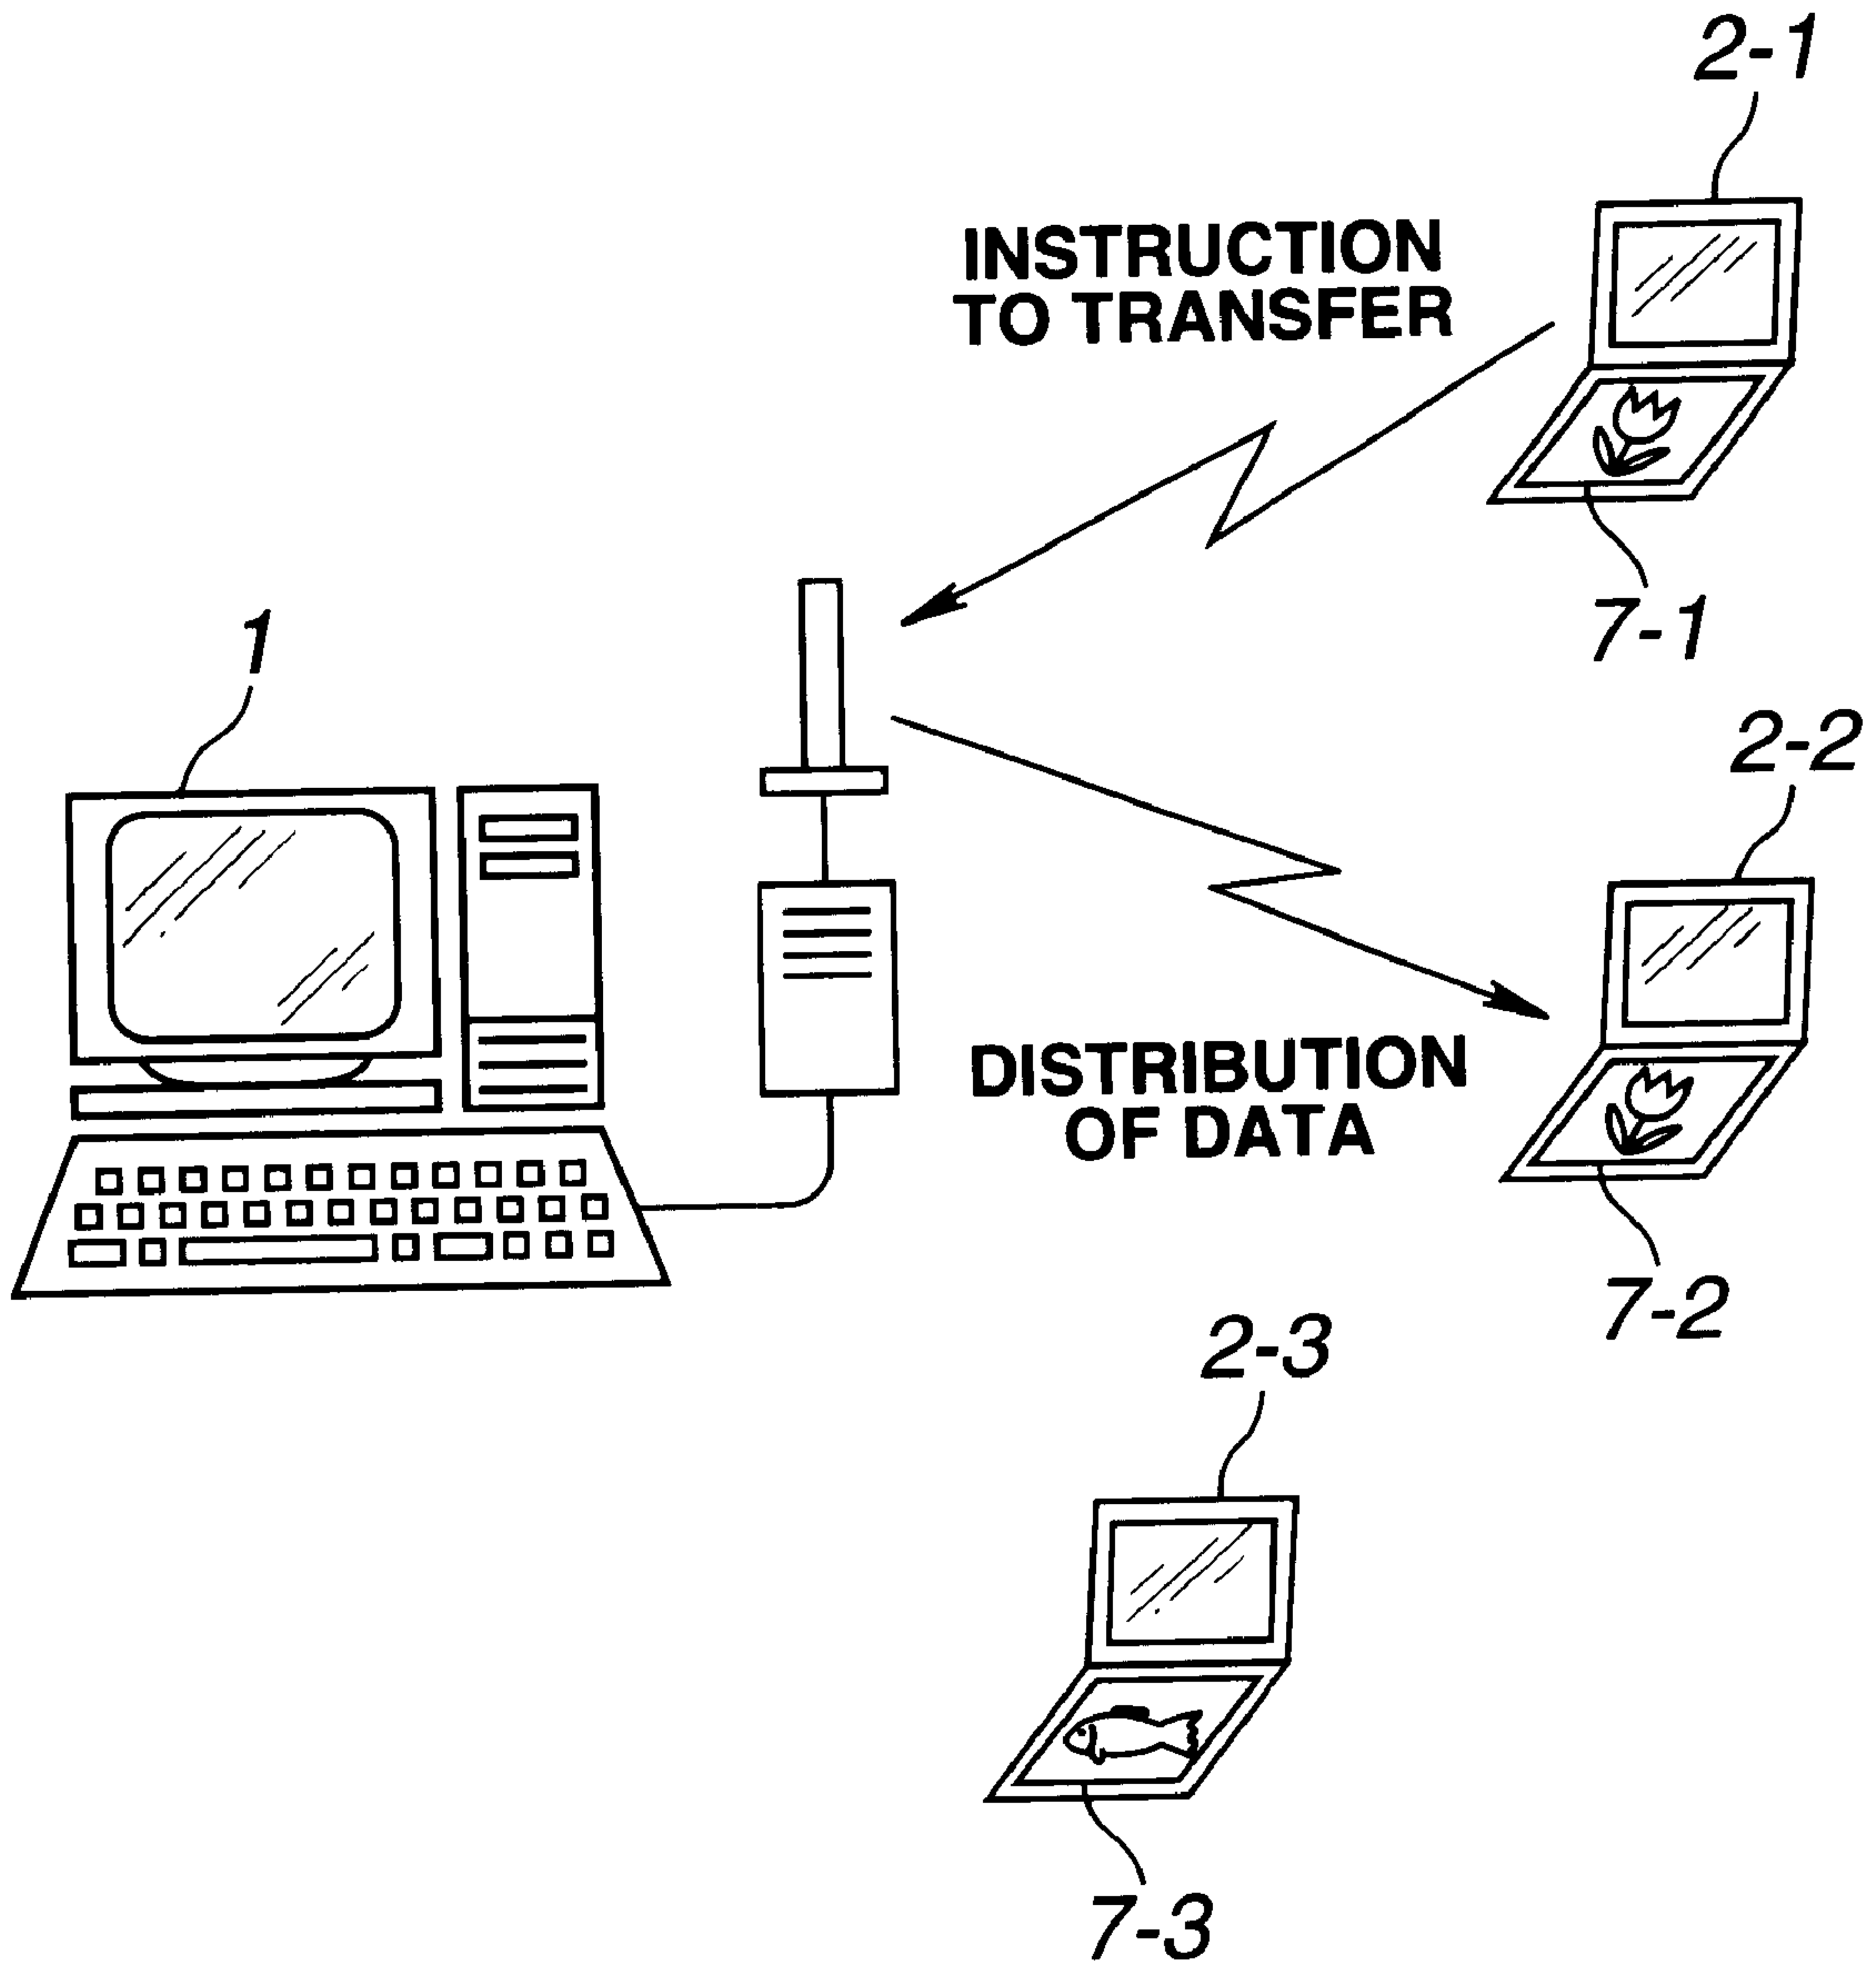 2-1
INSTRUCTION
TO TRANSFER
7-1
1
2-2
DISTRIBUTION
OF DATA
7-2
2-3
7-3